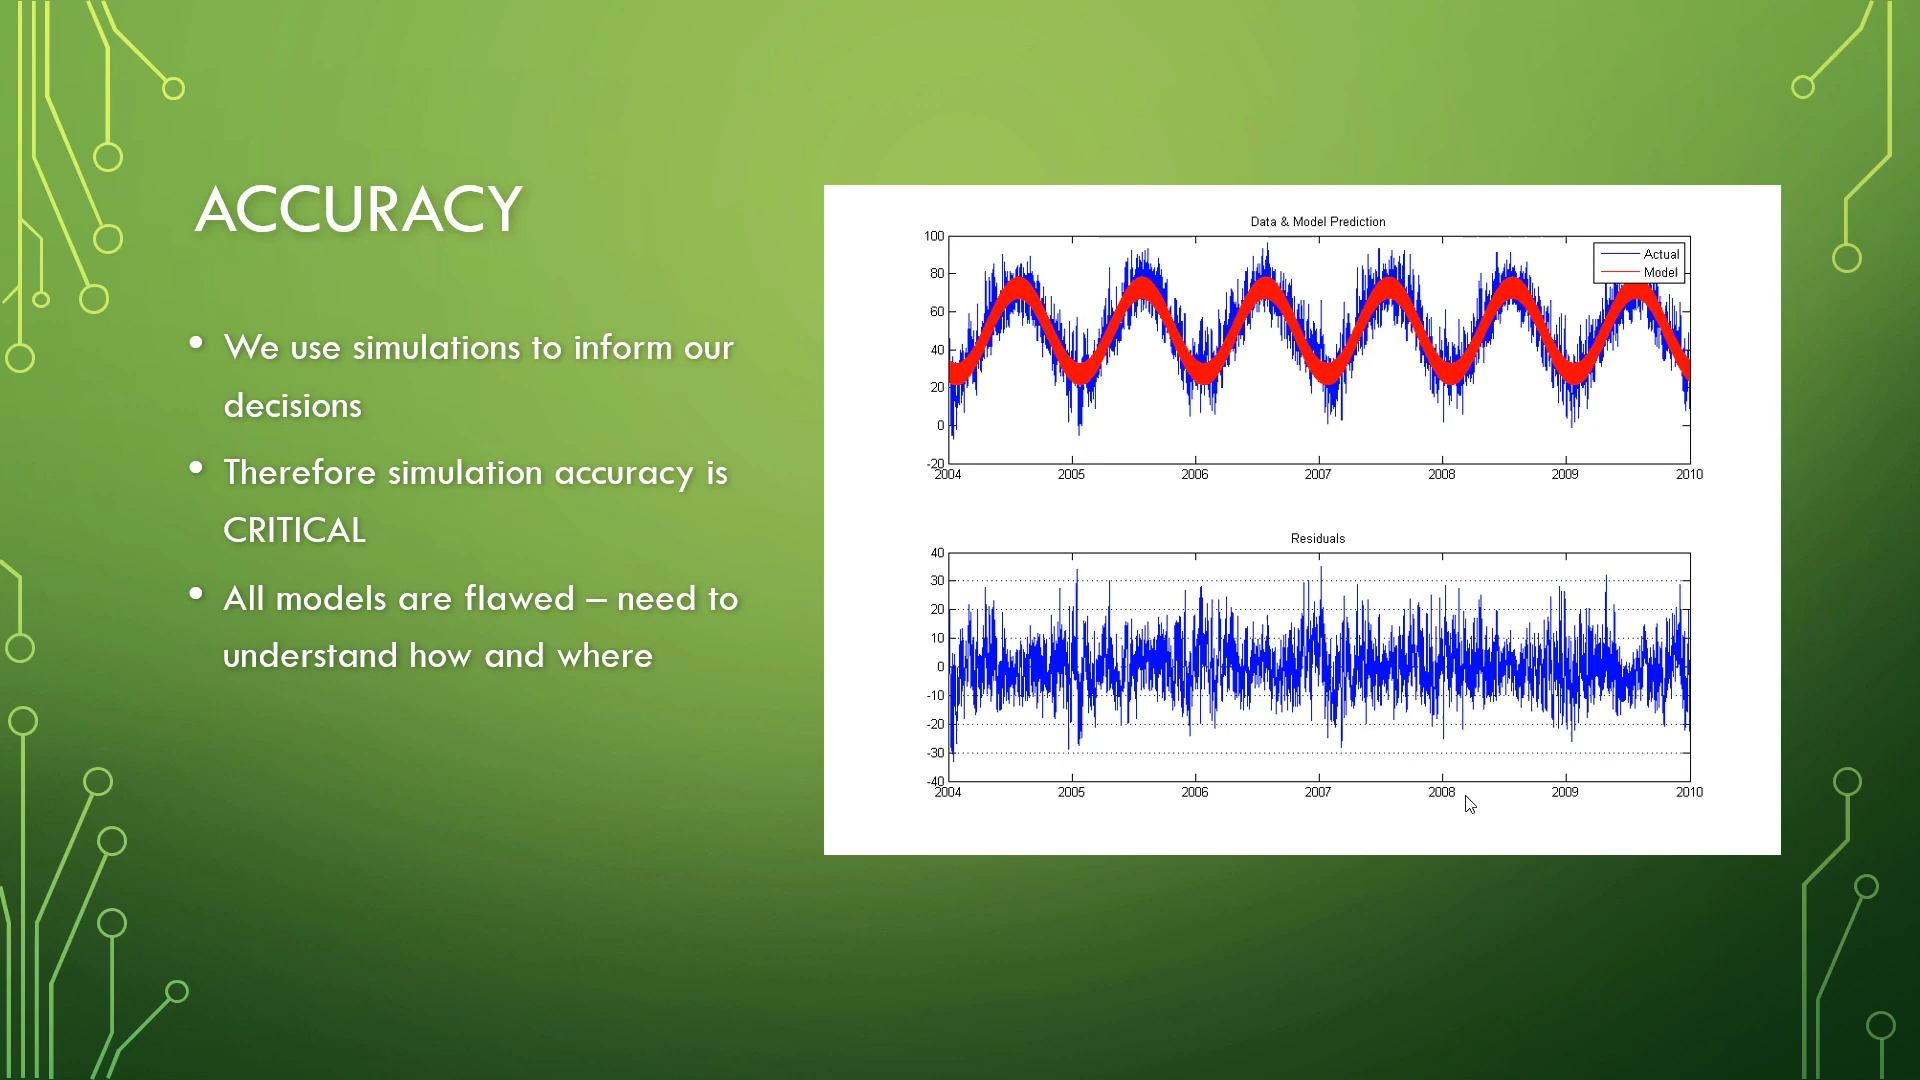 ACCURACY
• We use simulations to inform our
decisions
• Therefore simulation accuracy is
CRITICAL
• All models are flawed – need to
understand how and where
Data & Model Prediction
100
80
60
40
20
0
-20
Actual
Model
2004 2005 2006 2007 2008 2009 2010
Residuals
40
30
20
10
0
-10
-20
-30
-40
2004 2005 2006 2007 2008 2009 2010